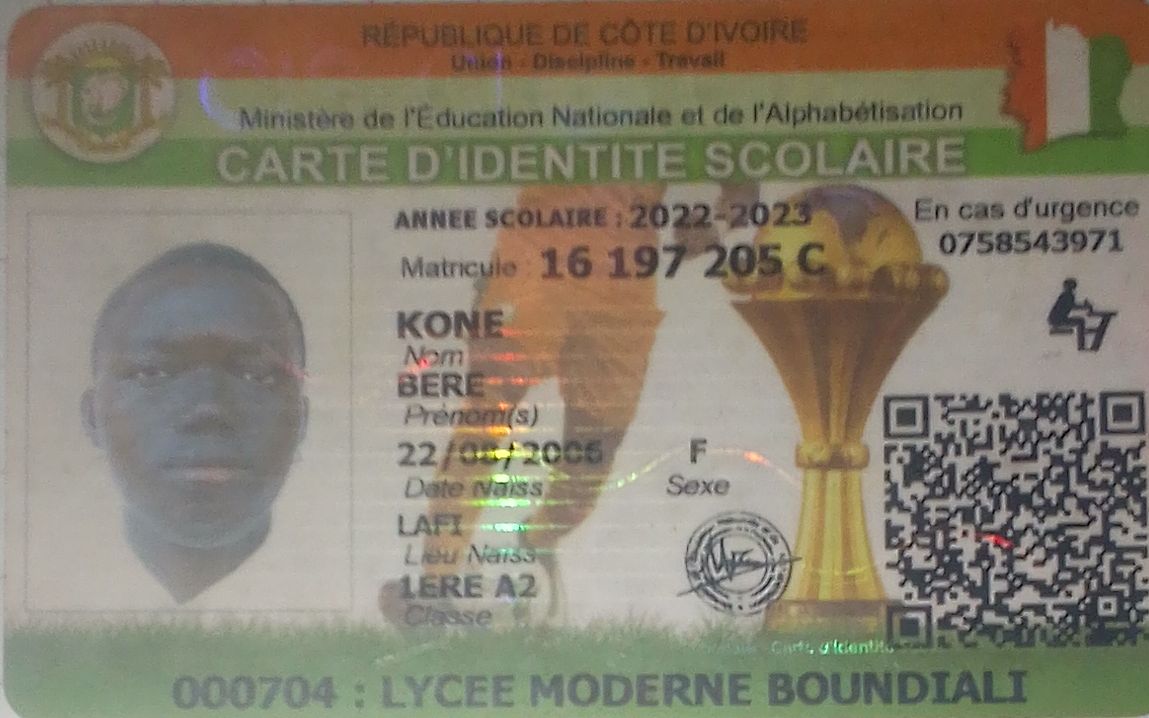 RÉPUBLIQUE DE CÔTE D'IVOIRE
Union - Discipline - Travail
Ministère de l'Éducation Nationale et de l'Alphabétisation
CARTE D'IDENTITE SCOLAIRE
ANNEE SCOLAIRE : 2022-2023
En cas d'urgence
0758543971
Matricule : 16 197 205 C
KONE
Nom
BERE
Prénom(s)
22/08/2006
Date Naiss
F
Sexe
LAFI
Lieu Naiss
1ERE A2
Classe
Carte d'Identité
000704 : LYCEE MODERNE BOUNDIALI